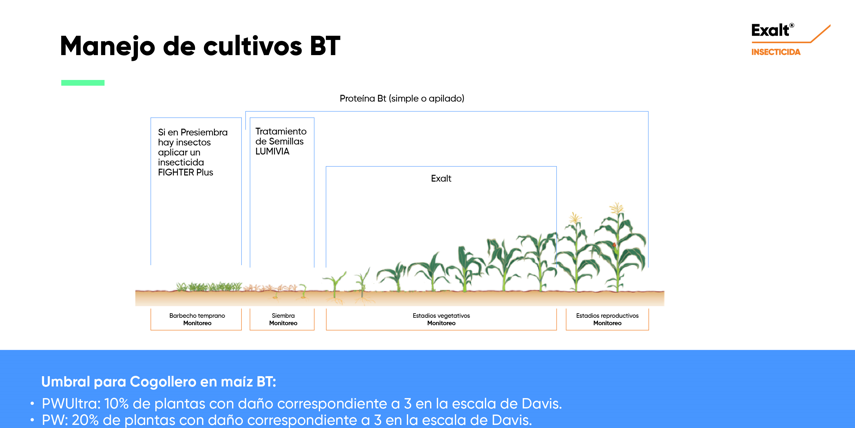 Manejo de cultivos BT
Exalt®
INSECTICIDA
Proteína Bt (simple o apilado)
Si en Presiembra
hay insectos
aplicar un
insecticida
FIGHTER Plus
Tratamiento
de Semillas
LUMIVIA
Exalt
Barbecho temprano
Monitoreo
Siembra
Monitoreo
Estadios vegetativos
Monitoreo
Estadios reproductivos
Monitoreo
Umbral para Cogollero en maíz BT:
• PWUltra: 10% de plantas con daño correspondiente a 3 en la escala de Davis.
• PW: 20% de plantas con daño correspondiente a 3 en la escala de Davis.